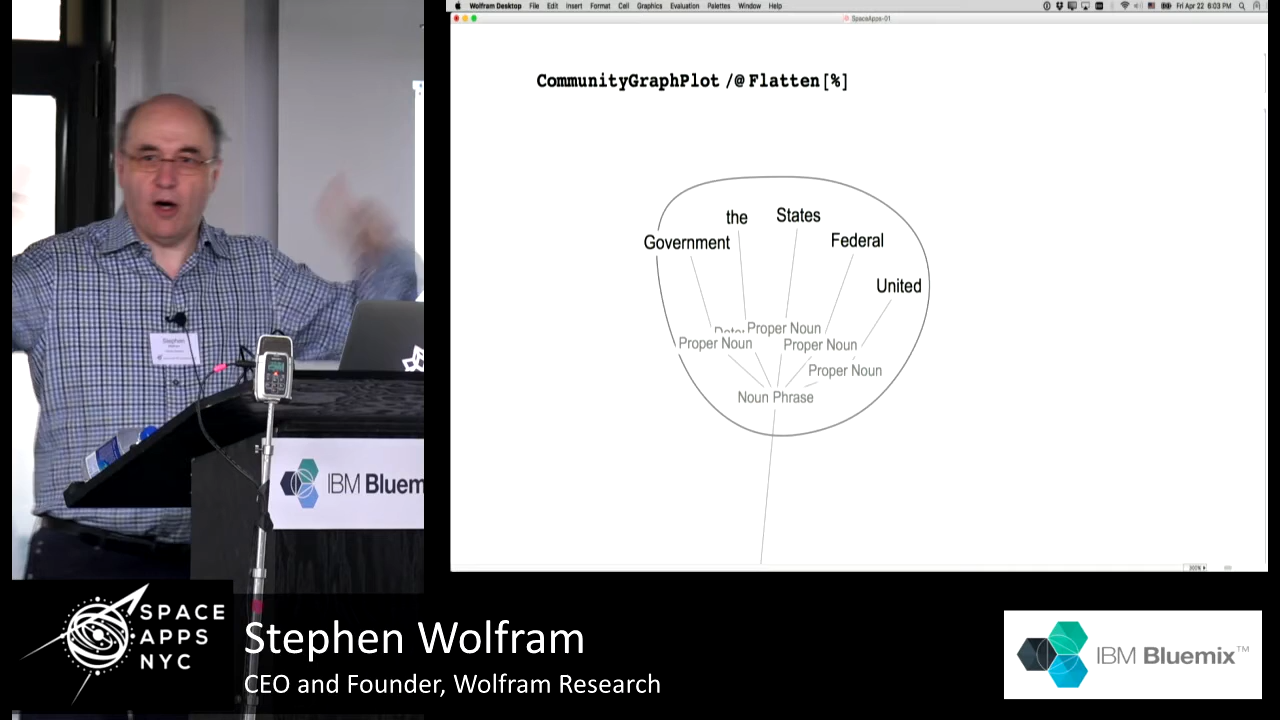 Wolfram Desktop File Edit Insert Format Cell Graphics Evaluation Palettes Window Help
Fri Apr 22 6:03 PM
SpaceApps-01
CommunityGraphPlot /@ Flatten[%]
the
States
Government
Federal
United
Proper Noun
Proper Noun
Proper Noun
Proper Noun
Noun Phrase
Stephen
IBM Bluem
SPACE
APPS
NYC
Stephen Wolfram
CEO and Founder, Wolfram Research
IBM Bluemix™